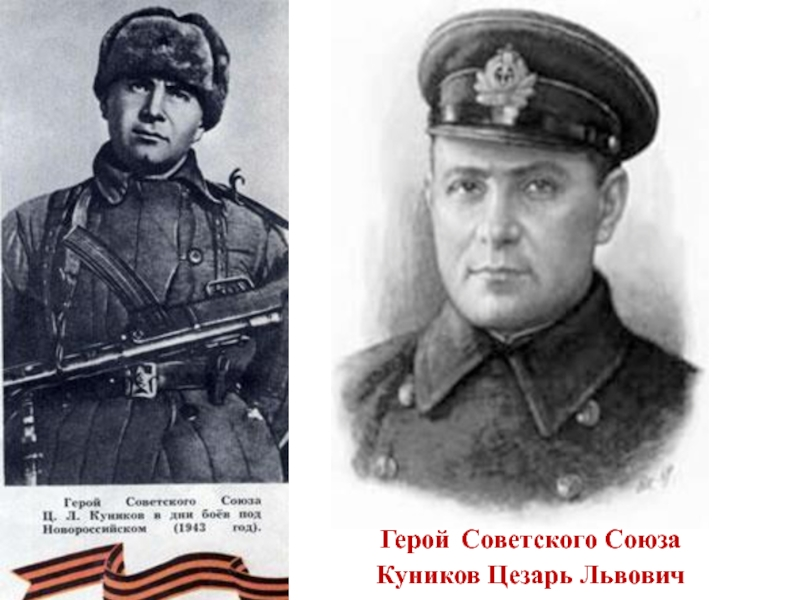 Герой Советского Союза
Ц. Л. Куников в дни боёв под
Новороссийском (1943 год).
Герой Советского Союза
Куников Цезарь Львович